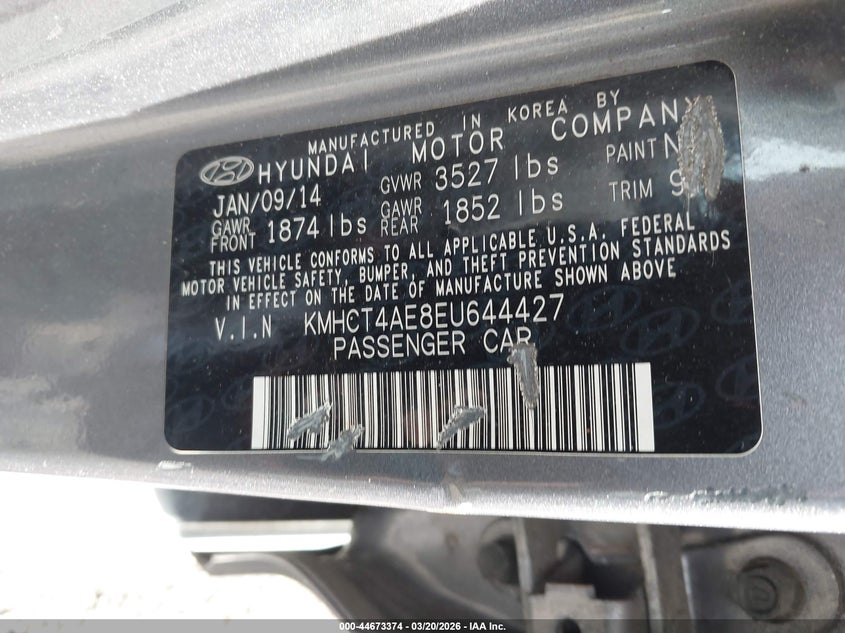 MANUFACTURED IN KOREA BY
HYUNDAI MOTOR COMPANY
JAN/09/14 GVWR 3527 lbs PAINT N
GAWR FRONT 1874 lbs GAWR REAR 1852 lbs TRIM 9
THIS VEHICLE CONFORMS TO ALL APPLICABLE U.S.A. FEDERAL
MOTOR VEHICLE SAFETY, BUMPER, AND THEFT PREVENTION STANDARDS
IN EFFECT ON THE DATE OF MANUFACTURE SHOWN ABOVE
V.I.N KMHCT4AE8EU644427
PASSENGER CAR
000-44673374 | 03/20/2026 | IAA Inc.